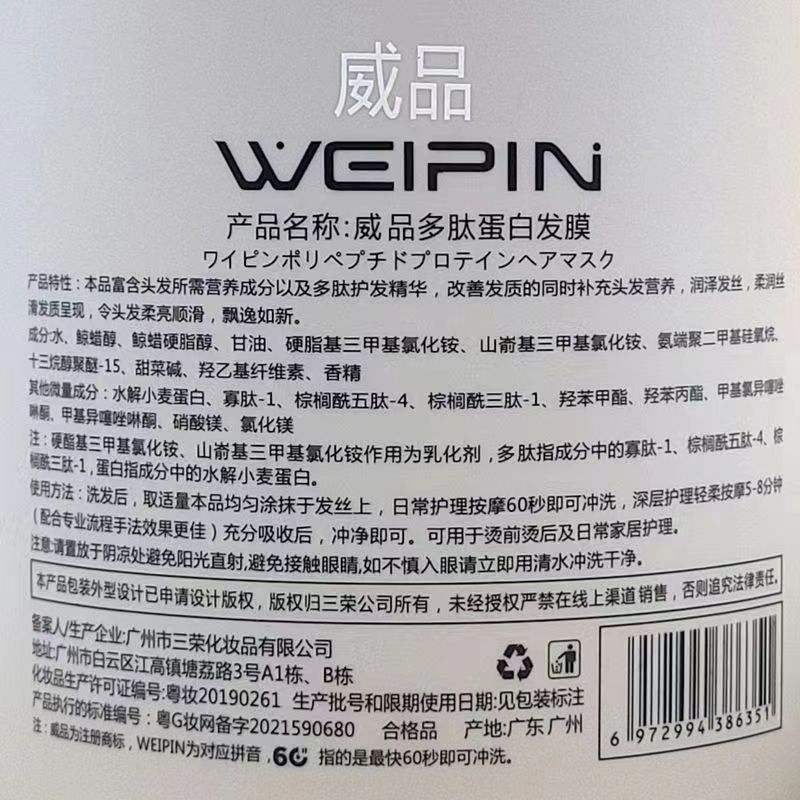 威品
WEIPIN
产品名称:威品多肽蛋白发膜
ワイピンポリペプチドプロテインヘアマスク
产品特性：本品富含头发所需营养成分以及多肽护发精华，改善发质的同时补充头发营养，润泽发丝，柔润丝
滑发质呈现，令头发柔亮顺滑，飘逸如新。
成分:水、鲸蜡醇、鲸蜡硬脂醇、甘油、硬脂基三甲基氯化铵、山嵛基三甲基氯化铵、氨端聚二甲基硅氧烷、
十三烷醇聚醚-15、甜菜碱、羟乙基纤维素、香精
其他微量成分：水解小麦蛋白、寡肽-1、棕榈酰五肽-4、棕榈酰三肽-1、羟苯甲酯、羟苯丙酯、甲基氯异噻唑
啉酮、甲基异噻唑啉酮、硝酸镁、氯化镁
注：硬酯基三甲基氯化铵、山嵛基三甲基氯化铵作用为乳化剂，多肽指成分中的寡肽-1、棕榈酰五肽-4、棕
榈酰三肽-1，蛋白指成分中的水解小麦蛋白。
使用方法：洗发后，取适量本品均匀涂抹于发丝上，日常护理按摩60秒即可冲洗，深层护理轻柔按摩5-8分钟
（配合专业流程手法效果更佳）充分吸收后，冲净即可。可用于烫前烫后及日常家居护理。
注意:请置放于阴凉处避免阳光直射,避免接触眼睛,如不慎入眼请立即用清水冲洗干净。
本产品包装外型设计已申请设计版权，版权归三荣公司所有，未经授权严禁在线上渠道销售，否则追究法律责任。
备案人/生产企业:广州市三荣化妆品有限公司
地址:广州市白云区江高镇塘荔路3号A1栋、B栋
化妆品生产许可证编号:粤妆20190261 生产批号和限期使用日期:见包装标注
产品执行的标准编号：粤G妆网备字2021590680 合格品 产地:广东广州
注：威品为注册商标，WEIPIN为对应拼音，60" 指的是最快60秒即可冲洗。
6 972994 386351